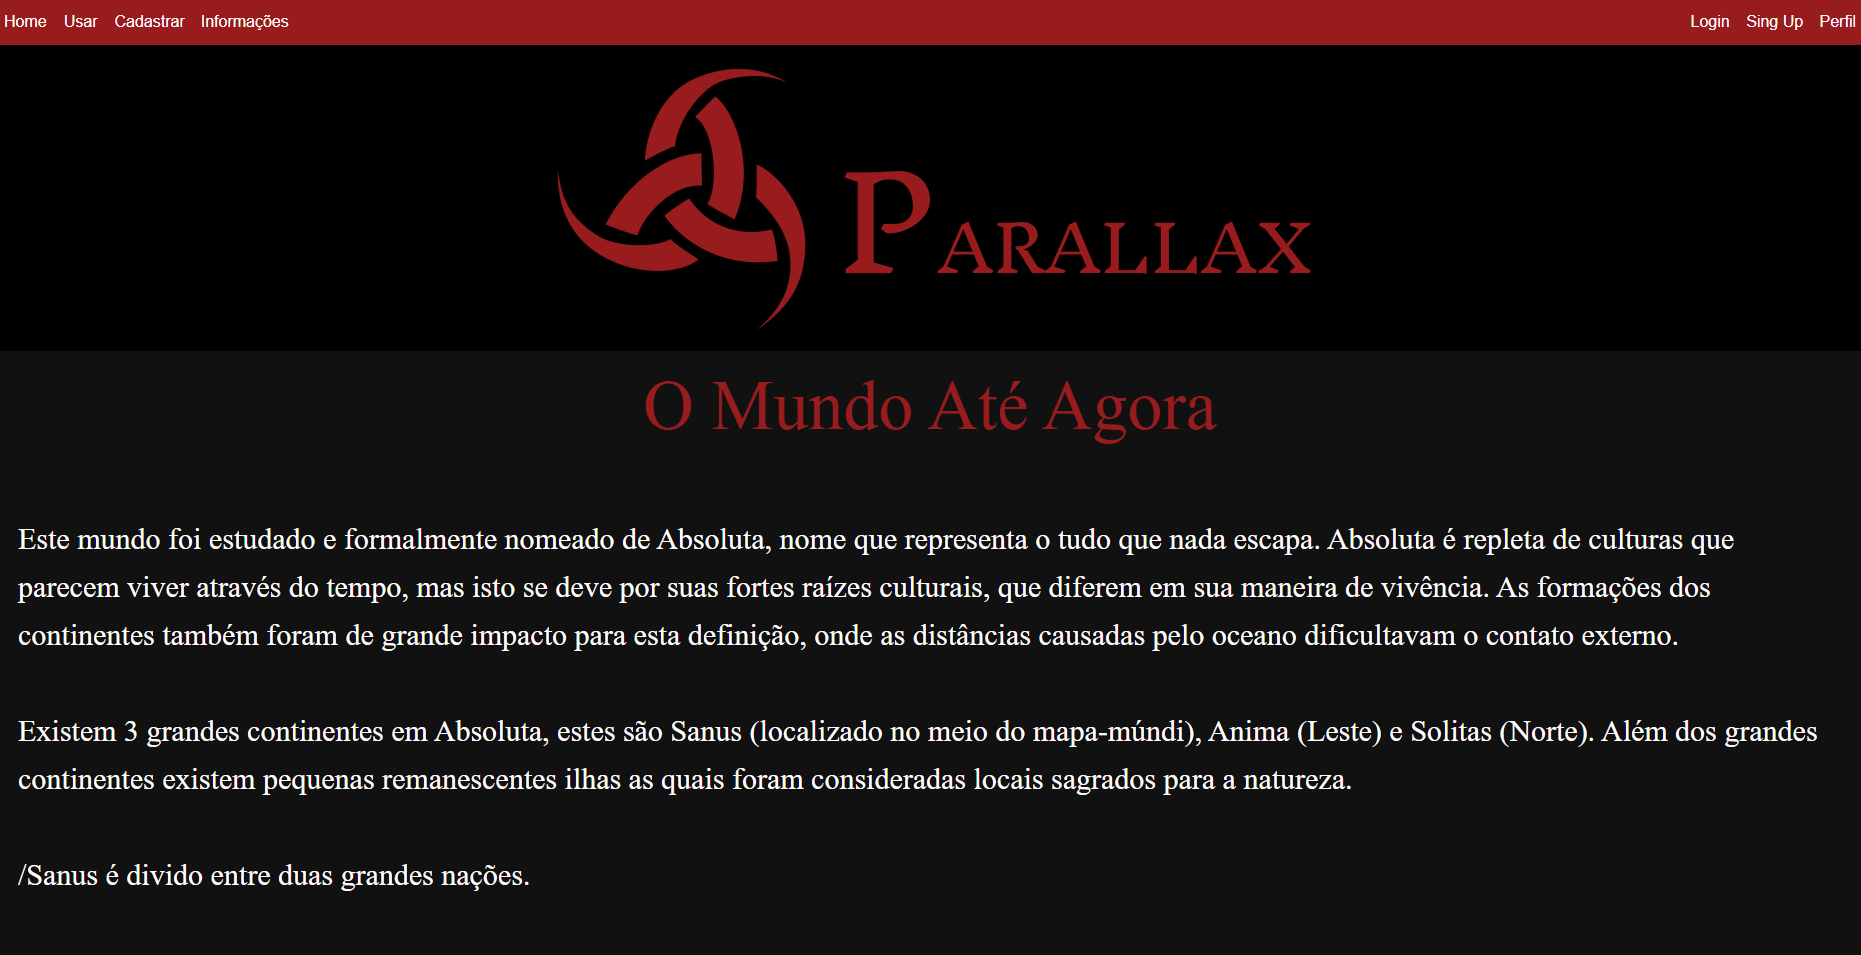 Home Usar Cadastrar Informações Login Sing Up Perfil
PARALLAX
O Mundo Até Agora
Este mundo foi estudado e formalmente nomeado de Absoluta, nome que representa o tudo que nada escapa. Absoluta é repleta de culturas que
parecem viver através do tempo, mas isto se deve por suas fortes raízes culturais, que diferem em sua maneira de vivência. As formações dos
continentes também foram de grande impacto para esta definição, onde as distâncias causadas pelo oceano dificultavam o contato externo.
Existem 3 grandes continentes em Absoluta, estes são Sanus (localizado no meio do mapa-múndi), Anima (Leste) e Solitas (Norte). Além dos grandes
continentes existem pequenas remanescentes ilhas as quais foram consideradas locais sagrados para a natureza.
/Sanus é divido entre duas grandes nações.